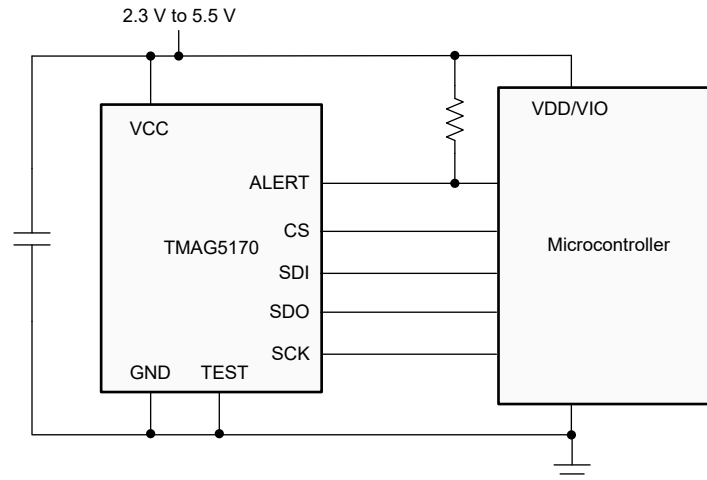 2.3 V to 5.5 V
VCC
VDD/VIO
ALERT
CS
TMAG5170
Microcontroller
SDI
SDO
SCK
GND TEST